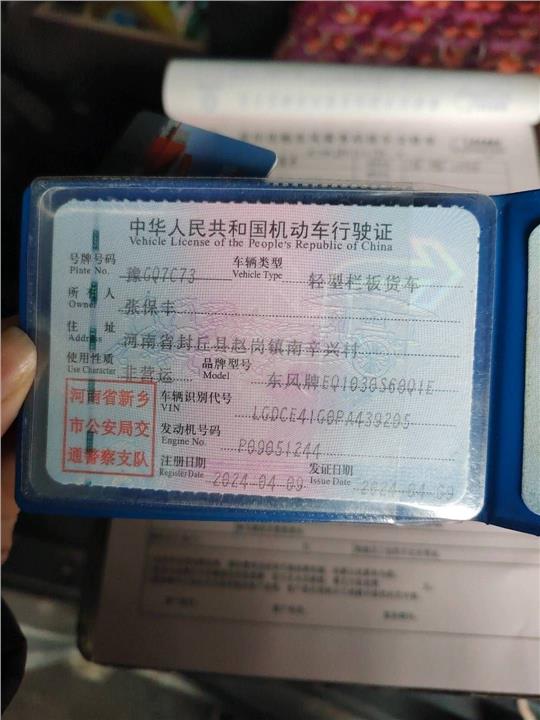 中华人民共和国机动车行驶证
Vehicle License of the People's Republic of China
号牌号码 豫GQ7C73 车辆类型 轻型栏板货车
Plate No. Vehicle Type
所有人 张保丰
Owner
住址 河南省封丘县赵岗镇南辛兴村
Address
使用性质 非营运 品牌型号 东风牌EQ1030S60Q1E
Use Character Model
河南省新乡
市公安局交
通警察支队
车辆识别代号 LGDCE41G0PA439205
VIN
发动机号码 P09051244
Engine No.
注册日期 2024-04-09 发证日期 2024-04-09
Register Date Issue Date